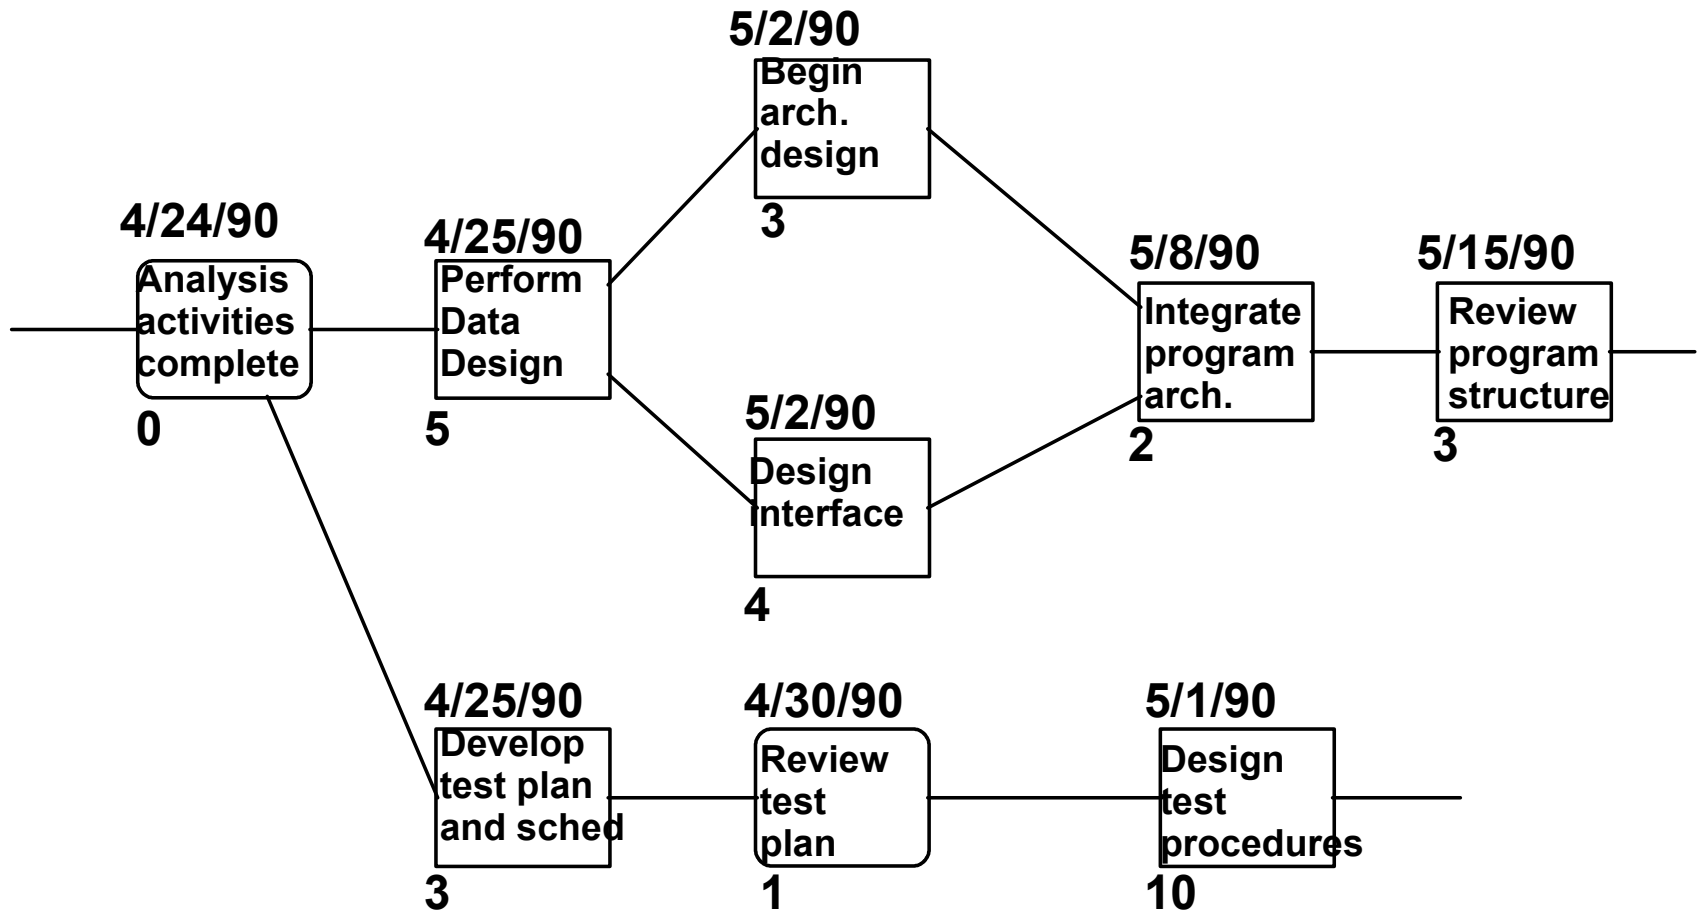 5/2/90
Begin
arch.
design
3
4/24/90
Analysis
activities
complete
0
4/25/90
Perform
Data
Design
5
5/2/90
Design
interface
4
5/8/90
Integrate
program
arch.
2
5/15/90
Review
program
structure
3
4/25/90
Develop
test plan
and sched
3
4/30/90
Review
test
plan
1
5/1/90
Design
test
procedures
10